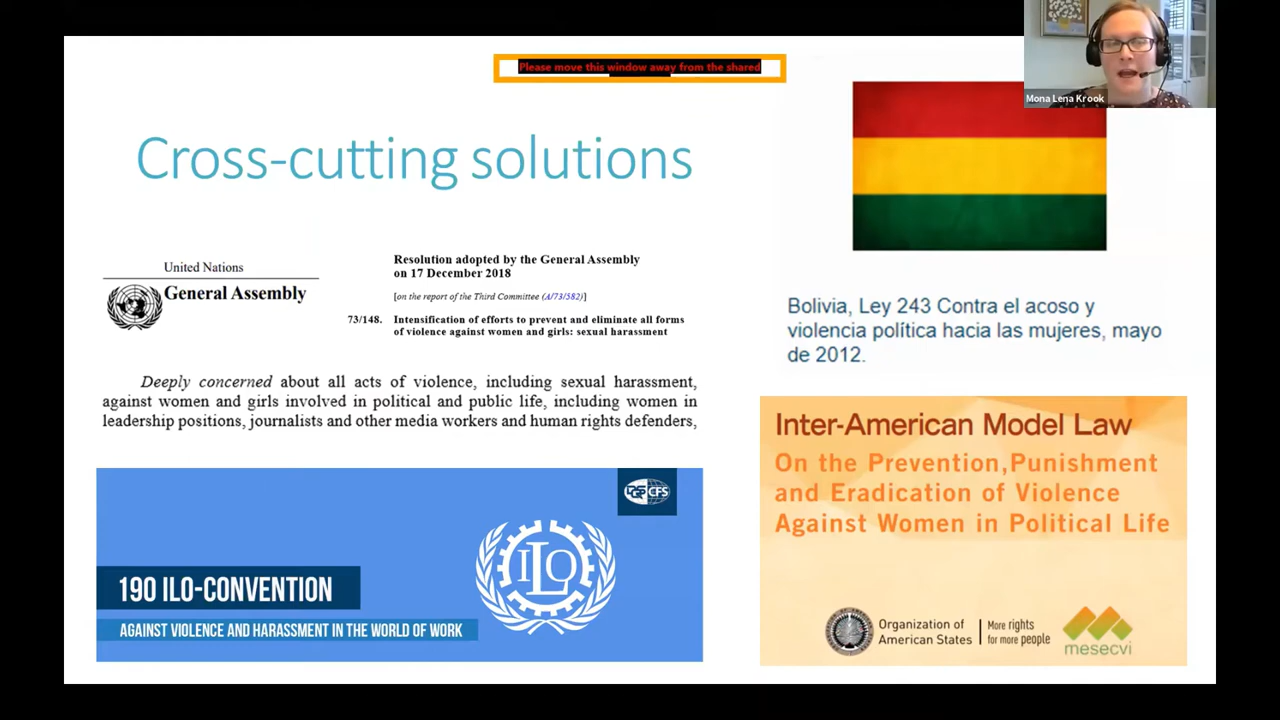 Please move this window away from the shared
Mona Lena Krook
Cross-cutting solutions
United Nations
General Assembly
Resolution adopted by the General Assembly
on 17 December 2018
[on the report of the Third Committee (A/73/582)]
73/148. Intensification of efforts to prevent and eliminate all forms
of violence against women and girls: sexual harassment
Deeply concerned about all acts of violence, including sexual harassment,
against women and girls involved in political and public life, including women in
leadership positions, journalists and other media workers and human rights defenders,
Bolivia, Ley 243 Contra el acoso y
violencia política hacia las mujeres, mayo
de 2012.
CFS
ILO
190 ILO-CONVENTION
AGAINST VIOLENCE AND HARASSMENT IN THE WORLD OF WORK
Inter-American Model Law
On the Prevention,Punishment
and Eradication of Violence
Against Women in Political Life
Organization of
American States
More rights
for more people
mesecvi